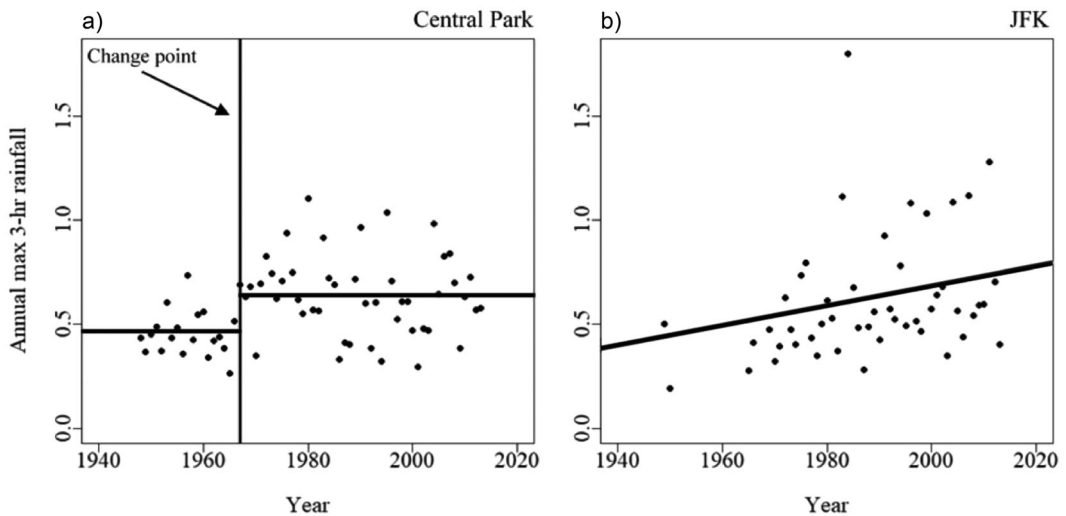 a)
Central Park
Change point
Annual max 3-hr rainfall
1.5
1.0
0.5
0.0
1940 1960 1980 2000 2020
Year
b)
JFK
1.5
1.0
0.5
0.0
1940 1960 1980 2000 2020
Year